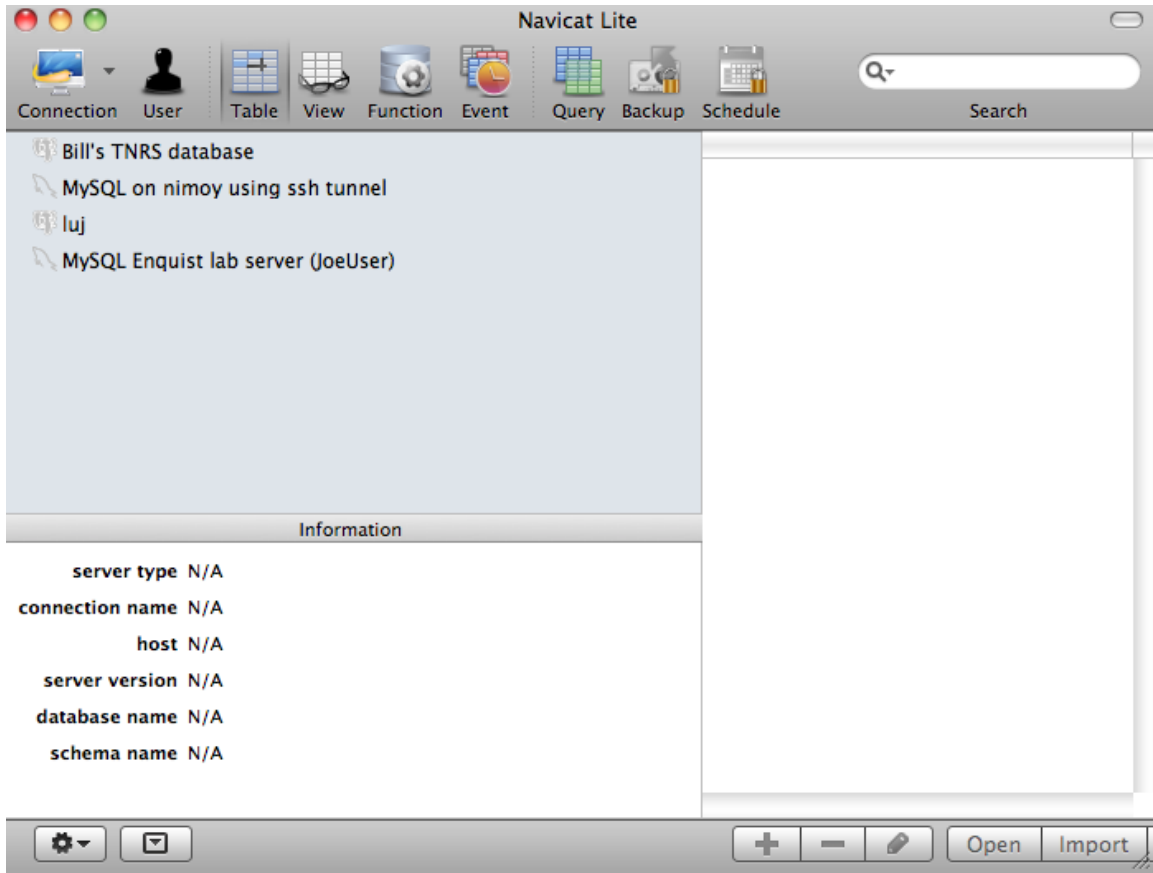 Navicat Lite
Connection User Table View Function Event Query Backup Schedule Search
Bill's TNRS database
MySQL on nimoy using ssh tunnel
luj
MySQL Enquist lab server (JoeUser)
Information
server type N/A
connection name N/A
host N/A
server version N/A
database name N/A
schema name N/A
Open Import